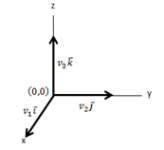 z
v₃k⃗
(0,0)
y
v₂j⃗
v₁i⃗
x